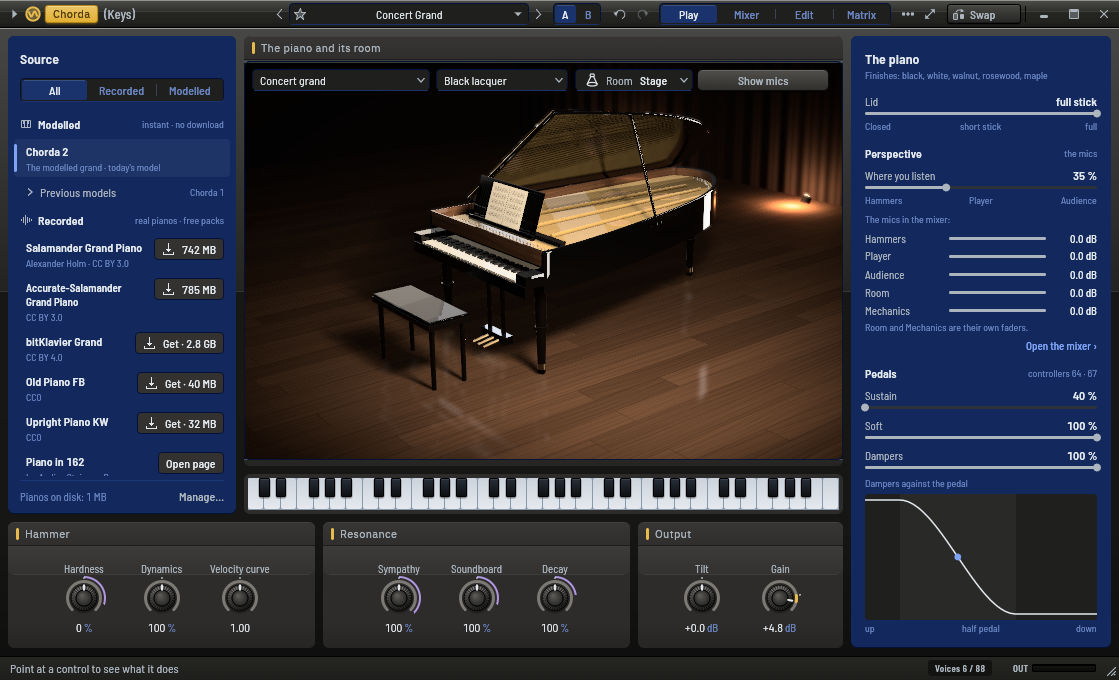 Chorda (Keys)
Concert Grand
A B
Play Mixer Edit Matrix
Swap
Source
All Recorded Modelled
Modelled instant · no download
Chorda 2
The modelled grand · today's model
Previous models Chorda 1
Recorded real pianos · free packs
Salamander Grand Piano 742 MB
Alexander Holm · CC BY 3.0
Accurate-Salamander Grand Piano 785 MB
CC BY 3.0
bitKlavier Grand Get · 2.8 GB
CC BY 4.0
Old Piano FB Get · 40 MB
CC0
Upright Piano KW Get · 32 MB
CC0
Piano in 162 Open page
Pianos on disk: 1 MB Manage...
The piano and its room
Concert grand Black lacquer Room Stage Show mics
Hammer
Hardness Dynamics Velocity curve
0 % 100 % 1.00
Resonance
Sympathy Soundboard Decay
100 % 100 % 100 %
Output
Tilt Gain
+0.0 dB +4.8 dB
The piano
Finishes: black, white, walnut, rosewood, maple
Lid full stick
Closed short stick full
Perspective the mics
Where you listen 35 %
Hammers Player Audience
The mics in the mixer:
Hammers 0.0 dB
Player 0.0 dB
Audience 0.0 dB
Room 0.0 dB
Mechanics 0.0 dB
Room and Mechanics are their own faders.
Open the mixer ›
Pedals controllers 64 · 67
Sustain 40 %
Soft 100 %
Dampers 100 %
Dampers against the pedal
up half pedal down
Point at a control to see what it does
Voices 6 / 88 OUT